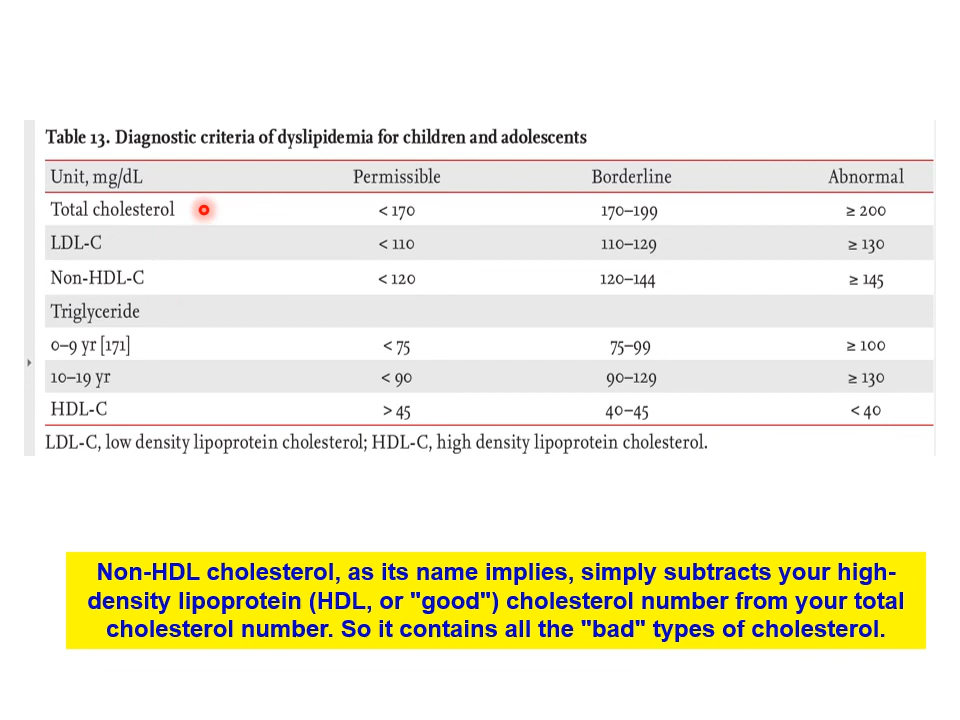 Table 13. Diagnostic criteria of dyslipidemia for children and adolescents
Unit, mg/dL Permissible Borderline Abnormal
Total cholesterol < 170 170–199 ≥ 200
LDL-C < 110 110–129 ≥ 130
Non-HDL-C < 120 120–144 ≥ 145
Triglyceride
0–9 yr [171] < 75 75–99 ≥ 100
10–19 yr < 90 90–129 ≥ 130
HDL-C > 45 40–45 < 40
LDL-C, low density lipoprotein cholesterol; HDL-C, high density lipoprotein cholesterol.
Non-HDL cholesterol, as its name implies, simply subtracts your high-
density lipoprotein (HDL, or "good") cholesterol number from your total
cholesterol number. So it contains all the "bad" types of cholesterol.